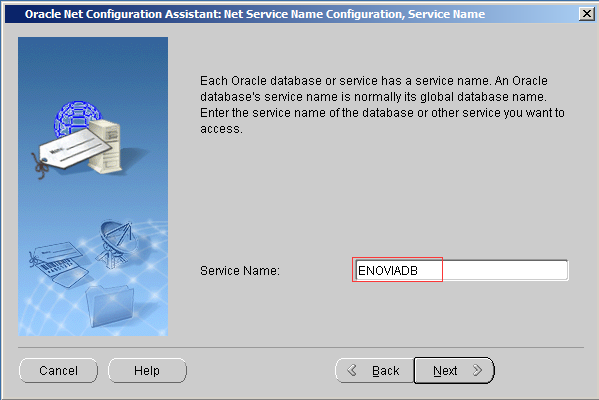 Oracle Net Configuration Assistant: Net Service Name Configuration, Service Name
Each Oracle database or service has a service name. An Oracle
database's service name is normally its global database name.
Enter the service name of the database or other service you want to
access.
Service Name: ENOVIADB
Cancel Help Back Next